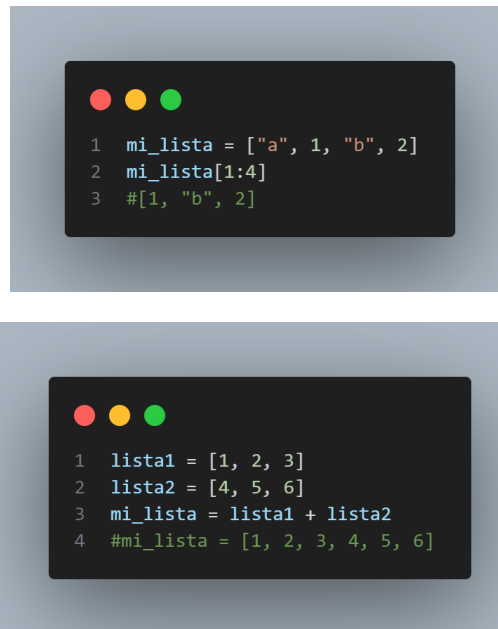 1 mi_lista = ["a", 1, "b", 2]
2 mi_lista[1:4]
3 #[1, "b", 2]
1 lista1 = [1, 2, 3]
2 lista2 = [4, 5, 6]
3 mi_lista = lista1 + lista2
4 #mi_lista = [1, 2, 3, 4, 5, 6]